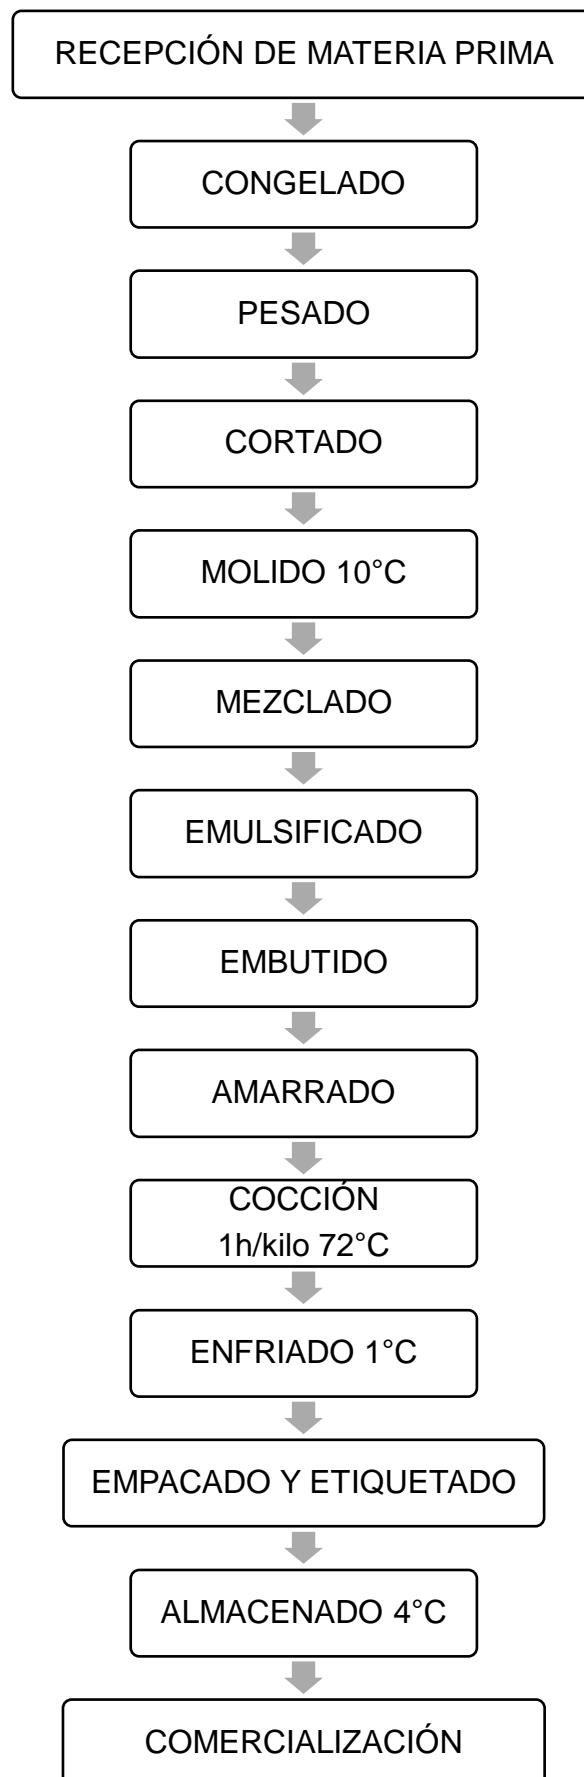 RECEPCIÓN DE MATERIA PRIMA
CONGELADO
PESADO
CORTADO
MOLIDO 10°C
MEZCLADO
EMULSIFICADO
EMBUTIDO
AMARRADO
COCCIÓN
1h/kilo 72°C
ENFRIADO 1°C
EMPACADO Y ETIQUETADO
ALMACENADO 4°C
COMERCIALIZACIÓN